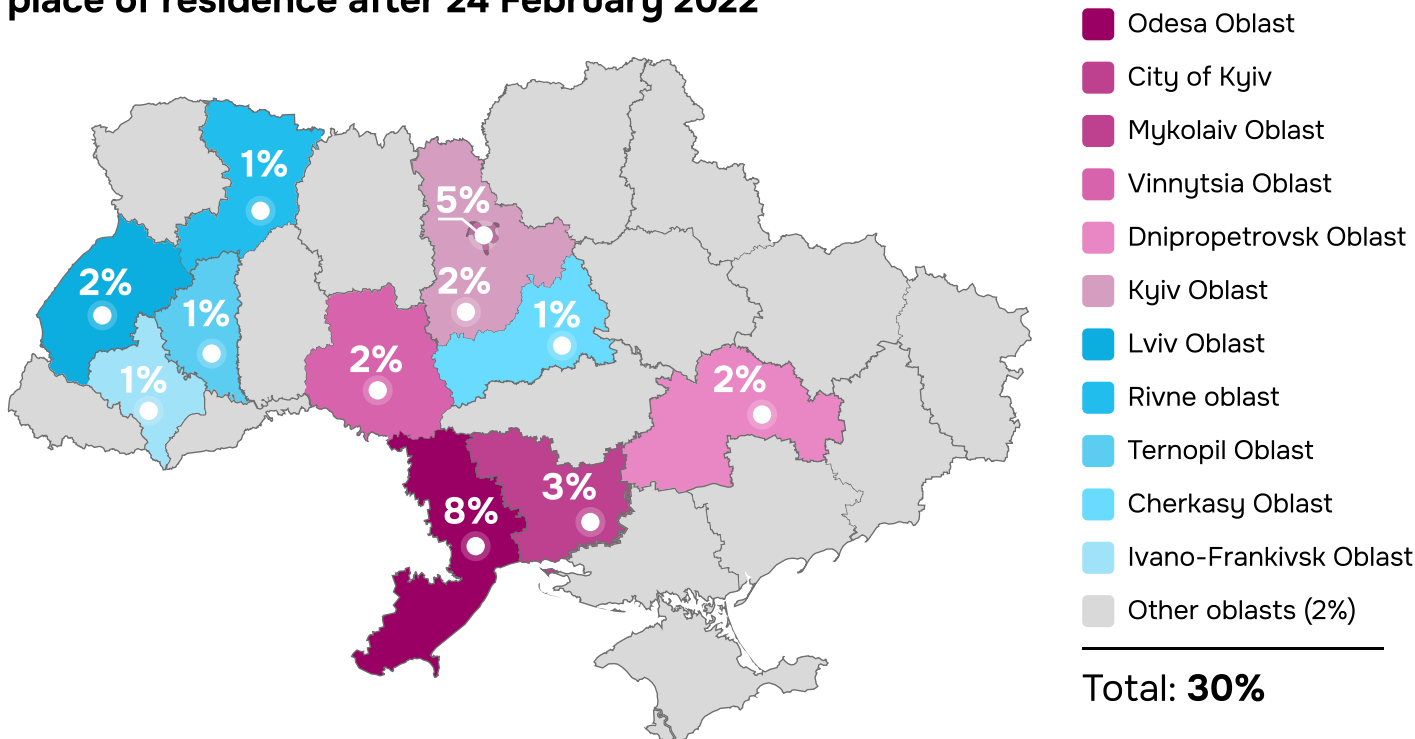 place of residence after 24 February 2022
Odesa Oblast
City of Kyiv
Mykolaiv Oblast
Vinnytsia Oblast
Dnipropetrovsk Oblast
Kyiv Oblast
Lviv Oblast
Rivne oblast
Ternopil Oblast
Cherkasy Oblast
Ivano-Frankivsk Oblast
Other oblasts (2%)
Total: 30%
1%
5%
2%
2%
1%
1%
2%
1%
2%
3%
8%